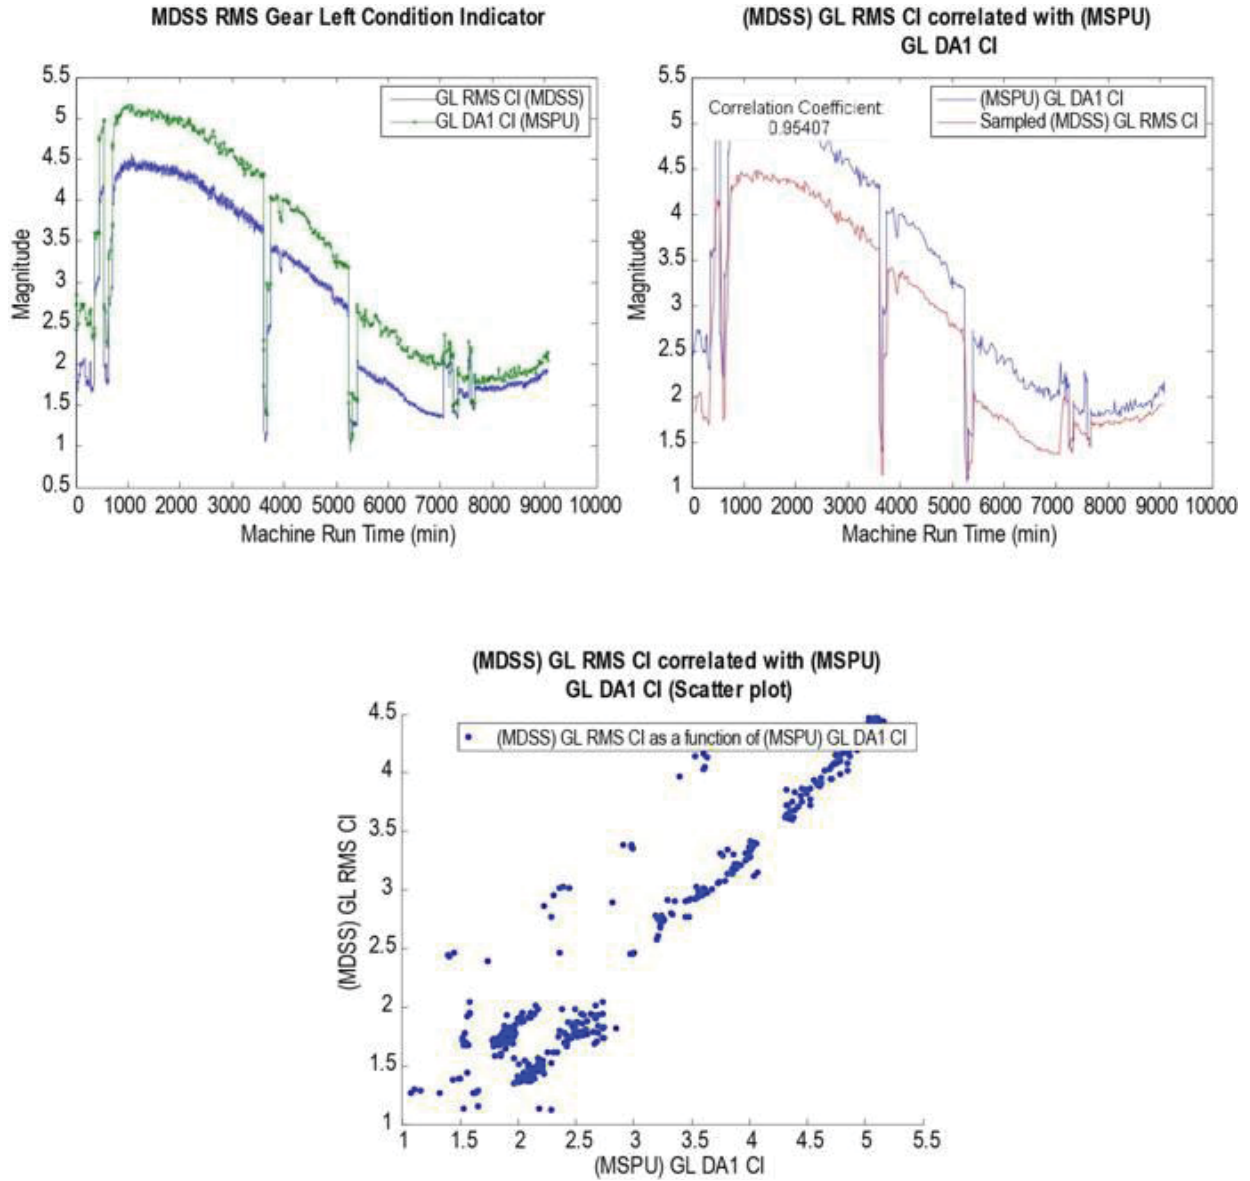 MDSS RMS Gear Left Condition Indicator
5.5
5
4.5
4
3.5
3
2.5
2
1.5
1
0.5
Magnitude
GL RMS CI (MDSS)
GL DA1 CI (MSPU)
0 1000 2000 3000 4000 5000 6000 7000 8000 9000 10000
Machine Run Time (min)
(MDSS) GL RMS CI correlated with (MSPU)
GL DA1 CI
5.5
5
4.5
4
3.5
3
2.5
2
1.5
1
Magnitude
Correlation Coefficient:
0.95407
(MSPU) GL DA1 CI
Sampled (MDSS) GL RMS CI
0 1000 2000 3000 4000 5000 6000 7000 8000 9000 10000
Machine Run Time (min)
(MDSS) GL RMS CI correlated with (MSPU)
GL DA1 CI (Scatter plot)
4.5
4
3.5
3
2.5
2
1.5
1
(MDSS) GL RMS CI
(MDSS) GL RMS CI as a function of (MSPU) GL DA1 CI
1 1.5 2 2.5 3 3.5 4 4.5 5 5.5
(MSPU) GL DA1 CI